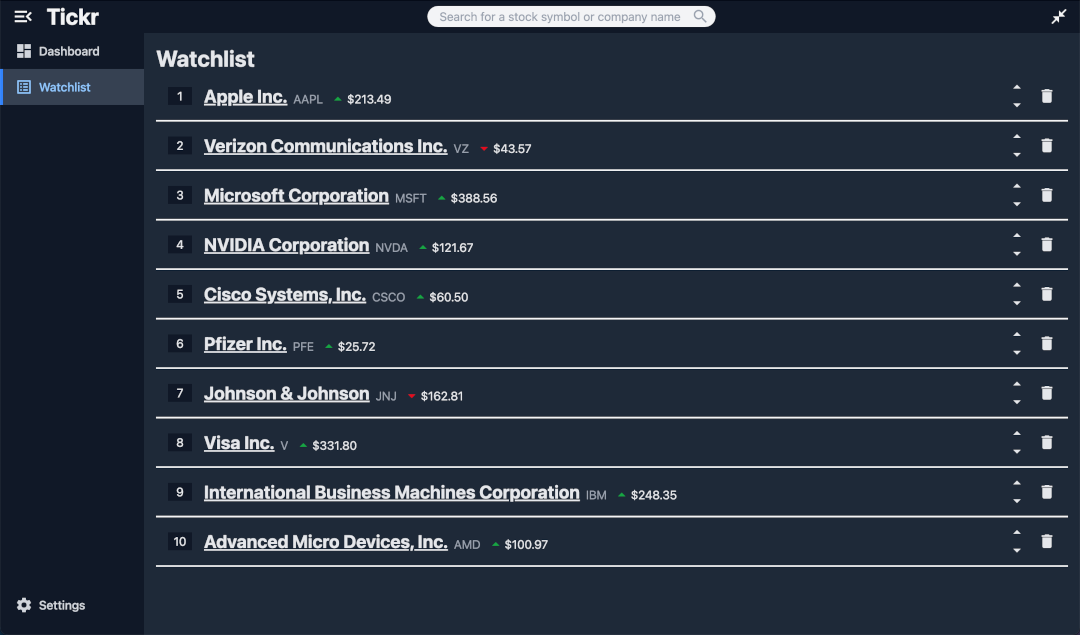 Tickr
Search for a stock symbol or company name
Dashboard
Watchlist
Watchlist
1 Apple Inc. AAPL $213.49
2 Verizon Communications Inc. VZ $43.57
3 Microsoft Corporation MSFT $388.56
4 NVIDIA Corporation NVDA $121.67
5 Cisco Systems, Inc. CSCO $60.50
6 Pfizer Inc. PFE $25.72
7 Johnson & Johnson JNJ $162.81
8 Visa Inc. V $331.80
9 International Business Machines Corporation IBM $248.35
10 Advanced Micro Devices, Inc. AMD $100.97
Settings